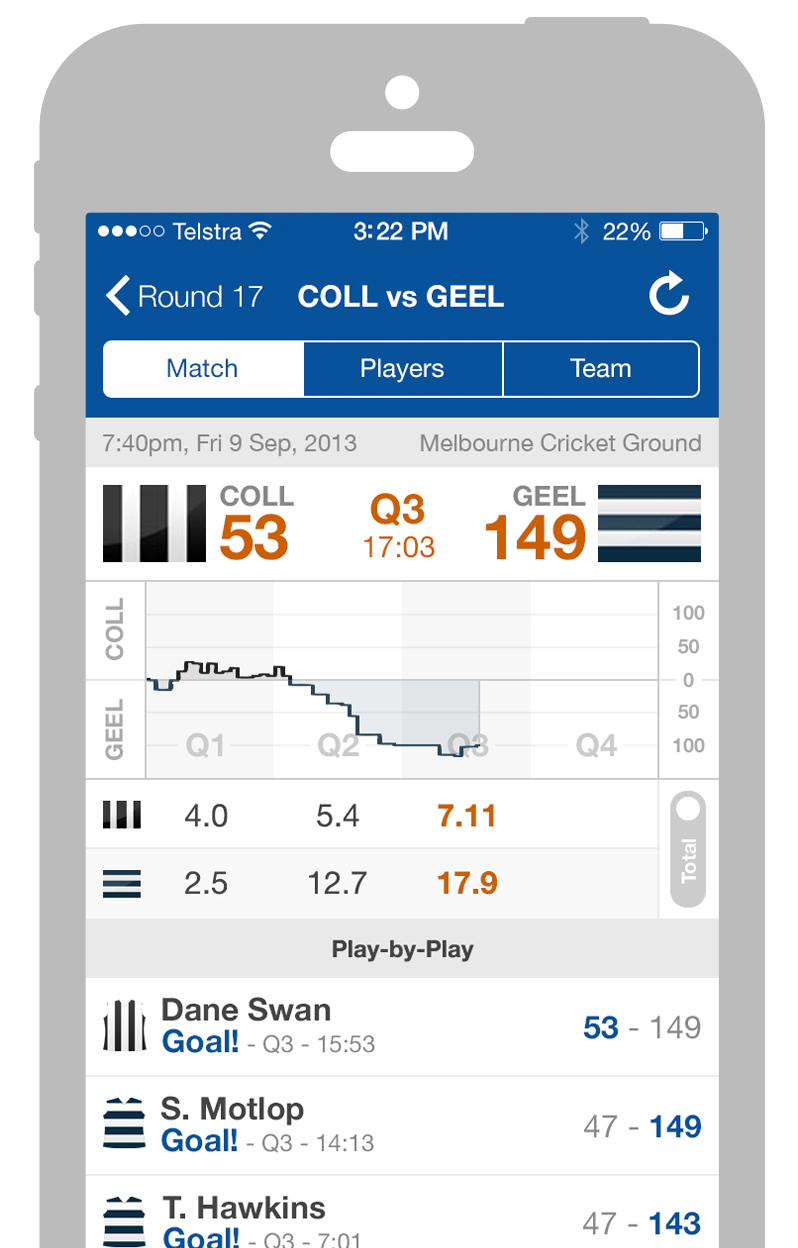 Telstra 3:22 PM 22%
Round 17 COLL vs GEEL
Match Players Team
7:40pm, Fri 9 Sep, 2013 Melbourne Cricket Ground
COLL Q3 GEEL
53 17:03 149
COLL
GEEL
100
50
0
50
100
Q1 Q2 Q3 Q4
4.0 5.4 7.11
2.5 12.7 17.9
Total
Play-by-Play
Dane Swan
Goal! - Q3 - 15:53 53 - 149
S. Motlop
Goal! - Q3 - 14:13 47 - 149
T. Hawkins
Goal! - Q3 - 7:01 47 - 143